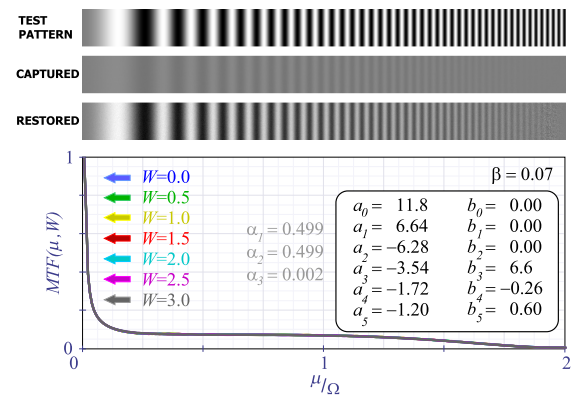 TEST PATTERN
CAPTURED
RESTORED
1
0
MTF(μ,W)
W=0.0
W=0.5
W=1.0
W=1.5
W=2.0
W=2.5
W=3.0
α1=0.499
α2=0.499
α3=0.002
β = 0.07
a0= 11.8 b0= 0.00
a1= 6.64 b1= 0.00
a2=−6.28 b2= 0.00
a3=−3.54 b3= 6.6
a4=−1.72 b4=−0.26
a5=−1.20 b5= 0.60
0 1 2
μ/Ω